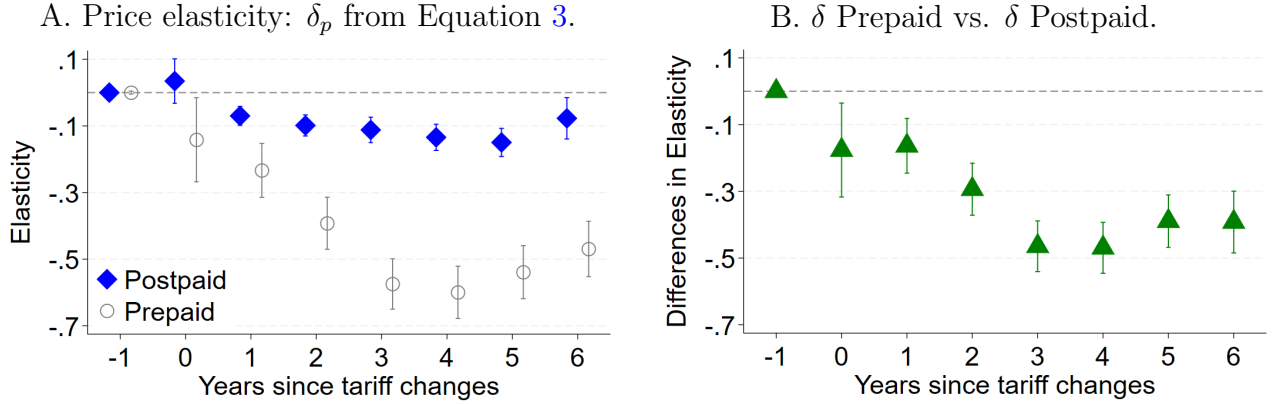 A. Price elasticity: δp from Equation 3.
.1
-.1
-.3
-.5
-.7
Elasticity
Postpaid
Prepaid
-1 0 1 2 3 4 5 6
Years since tariff changes
B. δ Prepaid vs. δ Postpaid.
.1
-.1
-.3
-.5
-.7
Differences in Elasticity
-1 0 1 2 3 4 5 6
Years since tariff changes